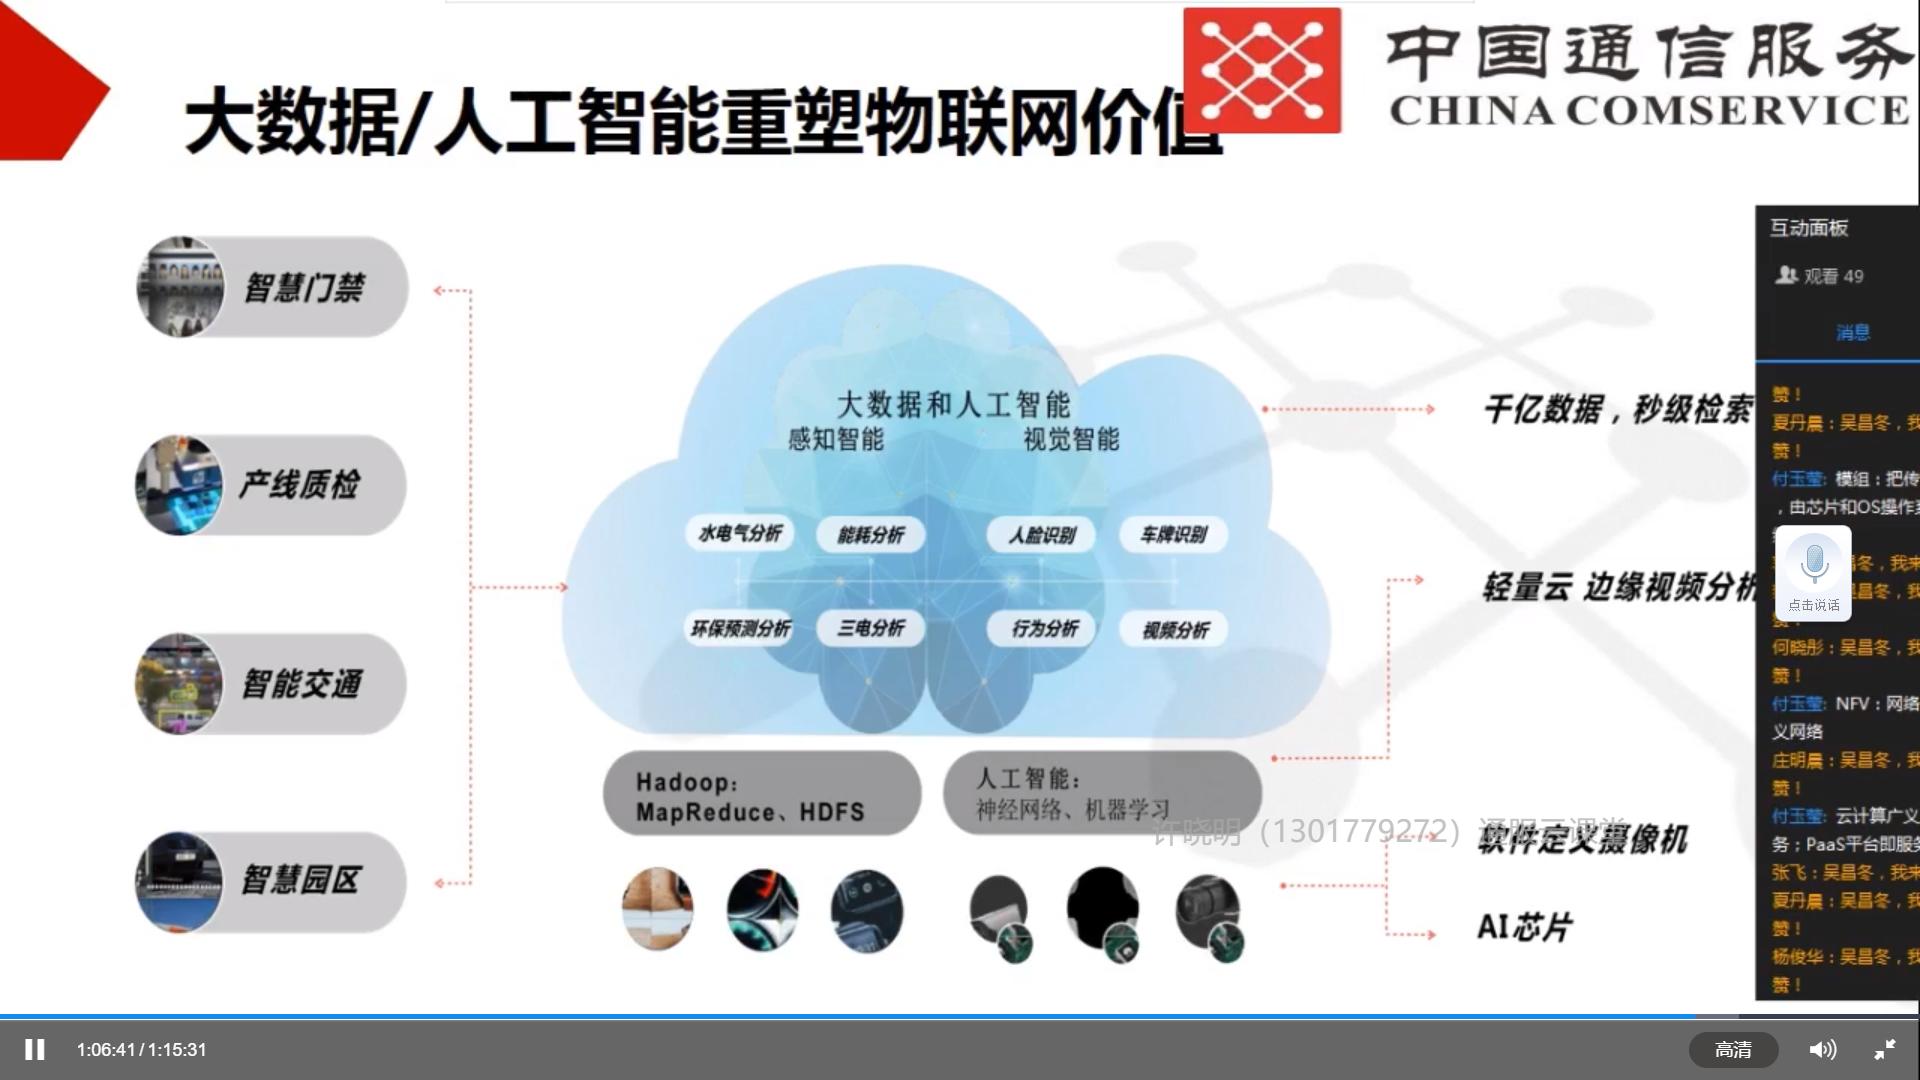 中国通信服务
CHINA COMSERVICE
大数据/人工智能重塑物联网价值
智慧门禁
产线质检
智能交通
智慧园区
大数据和人工智能
感知智能
视觉智能
水电气分析
能耗分析
人脸识别
车牌识别
环保预测分析
三电分析
行为分析
视频分析
Hadoop：
MapReduce、HDFS
人工智能：
神经网络、机器学习
千亿数据，秒级检索
轻量云 边缘视频分析
软件定义摄像机
AI芯片
许晓明（1301779272）通服云课堂
互动面板
观看 49
消息
赞！
夏丹晨：吴昌冬，我
赞！
付玉莹: 模组：把传
，由芯片和OS操作系
昌冬，我来
昌冬，我
点击说话
赞！
何晓彤：吴昌冬，我
赞！
付玉莹: NFV：网络
义网络
庄明晨：吴昌冬，我
赞！
付玉莹: 云计算广义
务；PaaS平台即服务
张飞：吴昌冬，我来
夏丹晨：吴昌冬，我
赞！
杨俊华：吴昌冬，我
赞！
1:06:41/1:15:31
高清